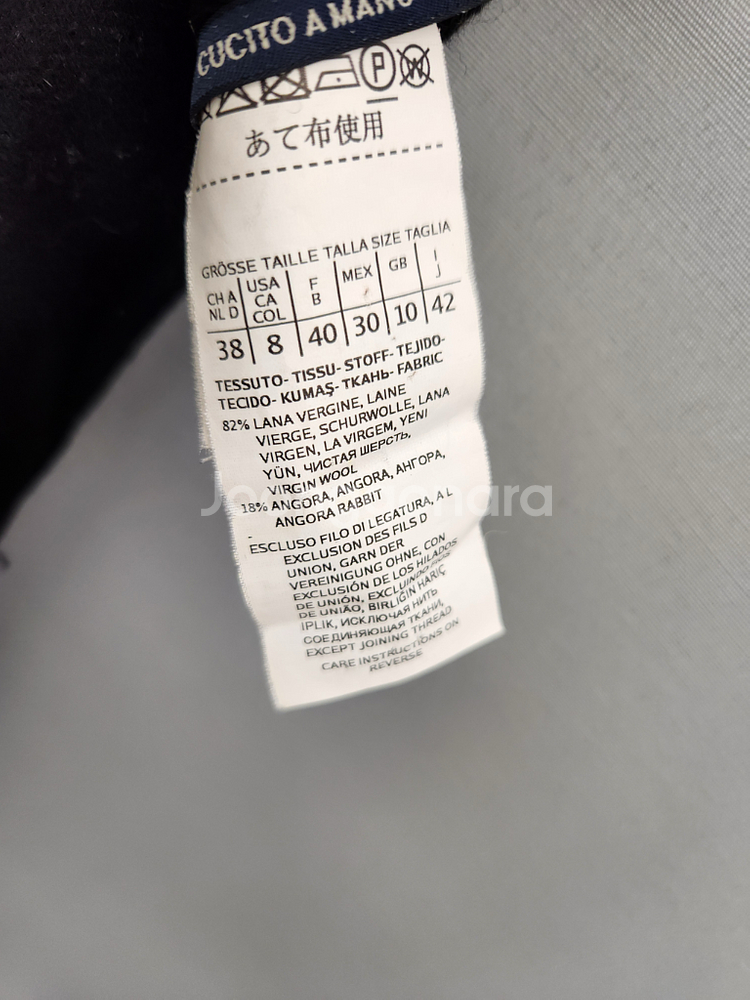 CUCITO A MANO
P W
あて布使用
GRÖSSE TAILLE TALLA SIZE TAGLIA
CH A NL D USA CA COL F B MEX GB I J
38 8 40 30 10 42
TESSUTO- TISSU- STOFF- TEJIDO-
TECIDO- KUMAŞ- ТКАНЬ- FABRIC
82% LANA VERGINE, LAINE
VIERGE, SCHURWOLLE, LANA
VIRGEN, LA VIRGEM, YENI
YÜN, ЧИСТАЯ ШЕРСТЬ,
VIRGIN WOOL
18% ANGORA, ANGORA, АНГОРА,
ANGORA RABBIT
-
ESCLUSO FILO DI LEGATURA, A L
EXCLUSION DES FILS D
UNION, GARN DER
VEREINIGUNG OHNE, CON
EXCLUSIÓN DE LOS HILADOS
DE UNIÓN, EXCLUINDO FIOS
DE UNIÃO, BIRLIĞIN HARIÇ
IPLIK, ИСКЛЮЧАЯ НИТЬ
СОЕДИНЯЮЩАЯ ТКАНИ,
EXCEPT JOINING THREAD
CARE INSTRUCTIONS ON
REVERSE